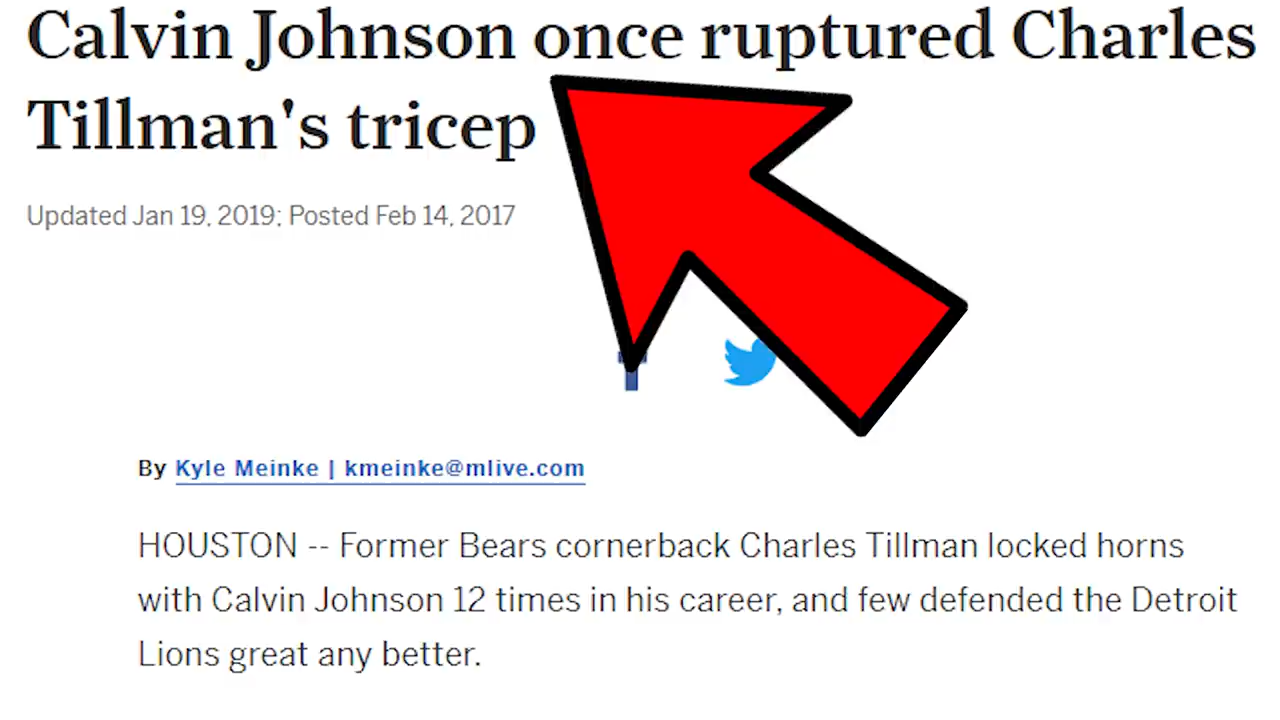 Calvin Johnson once ruptured Charles
Tillman's tricep
Updated Jan 19, 2019; Posted Feb 14, 2017
By Kyle Meinke | kmeinke@mlive.com
HOUSTON -- Former Bears cornerback Charles Tillman locked horns
with Calvin Johnson 12 times in his career, and few defended the Detroit
Lions great any better.